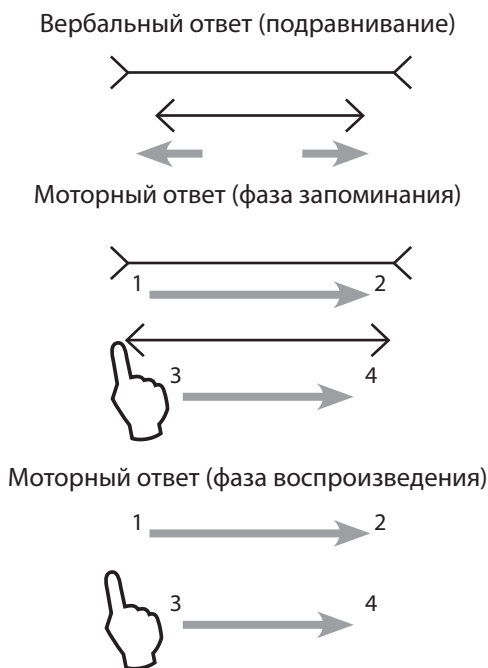 Вербальный ответ (подравнивание)
Моторный ответ (фаза запоминания)
1 2
3 4
Моторный ответ (фаза воспроизведения)
1 2
3 4